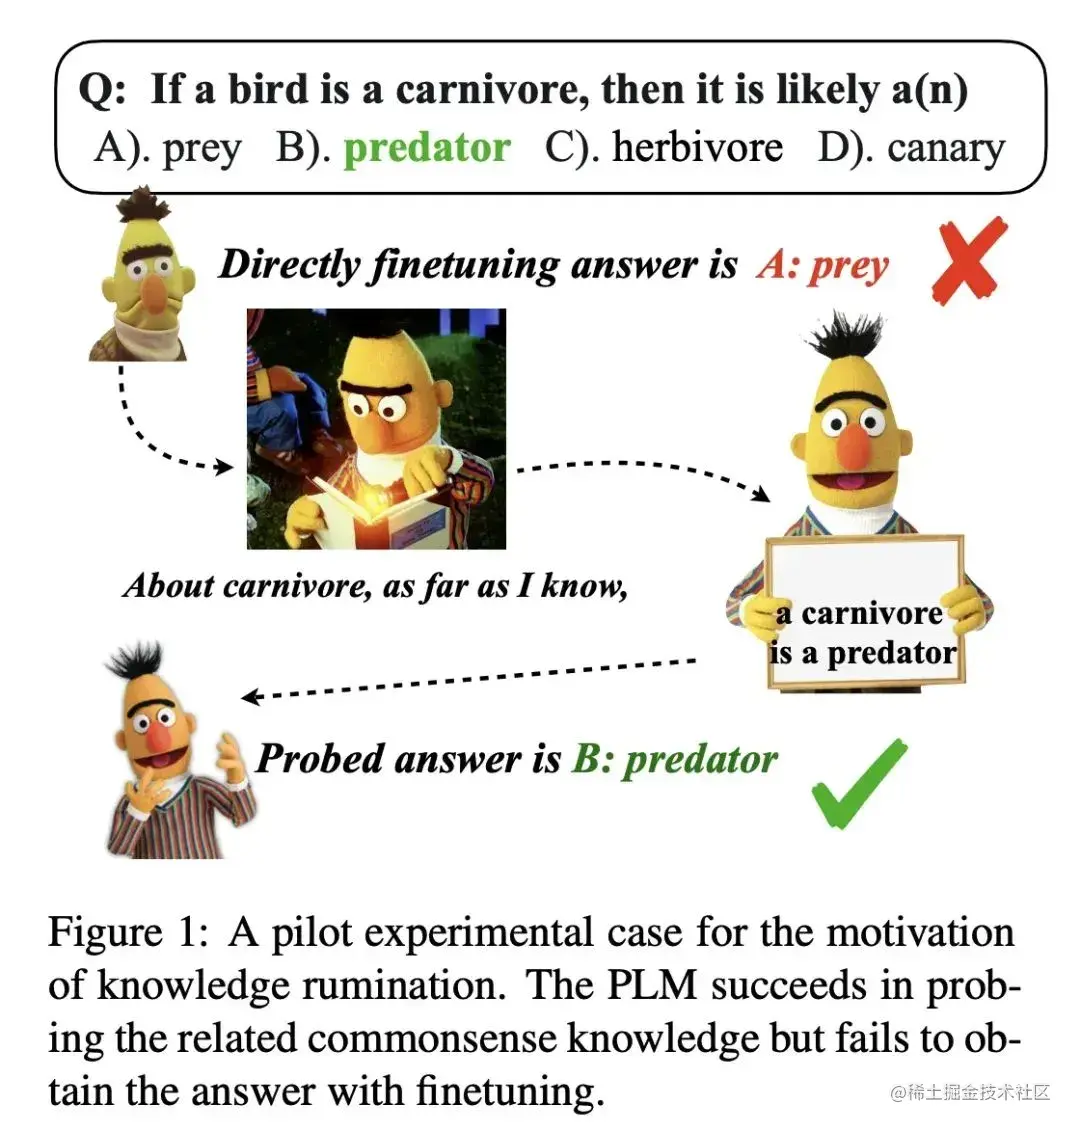 Q: If a bird is a carnivore, then it is likely a(n)
A). prey B). predator C). herbivore D). canary
Directly finetuning answer is A: prey
About carnivore, as far as I know,
a carnivore
is a predator
Probed answer is B: predator
Figure 1: A pilot experimental case for the motivation
of knowledge rumination. The PLM succeeds in prob-
ing the related commonsense knowledge but fails to ob-
tain the answer with finetuning.
@稀土掘金技术社区